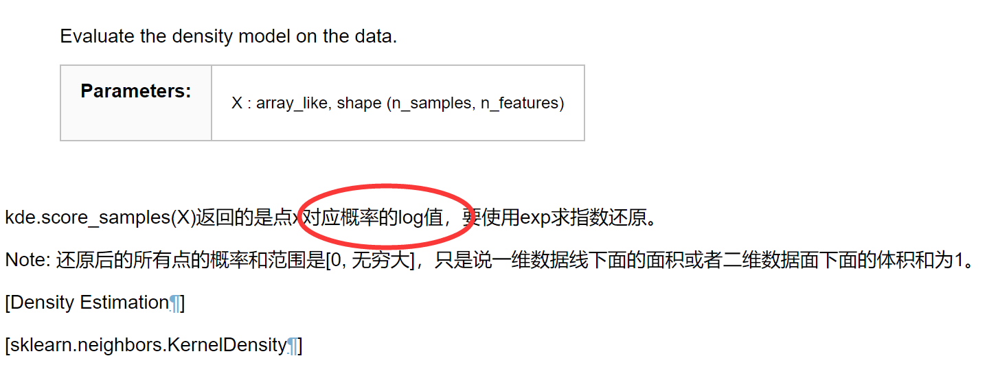 Evaluate the density model on the data.
Parameters:
X : array_like, shape (n_samples, n_features)
kde.score_samples(X)返回的是点x对应概率的log值，要使用exp求指数还原。
Note: 还原后的所有点的概率和范围是[0, 无穷大]，只是说一维数据线下面的面积或者二维数据面下面的体积和为1。
[Density Estimation¶]
[sklearn.neighbors.KernelDensity¶]